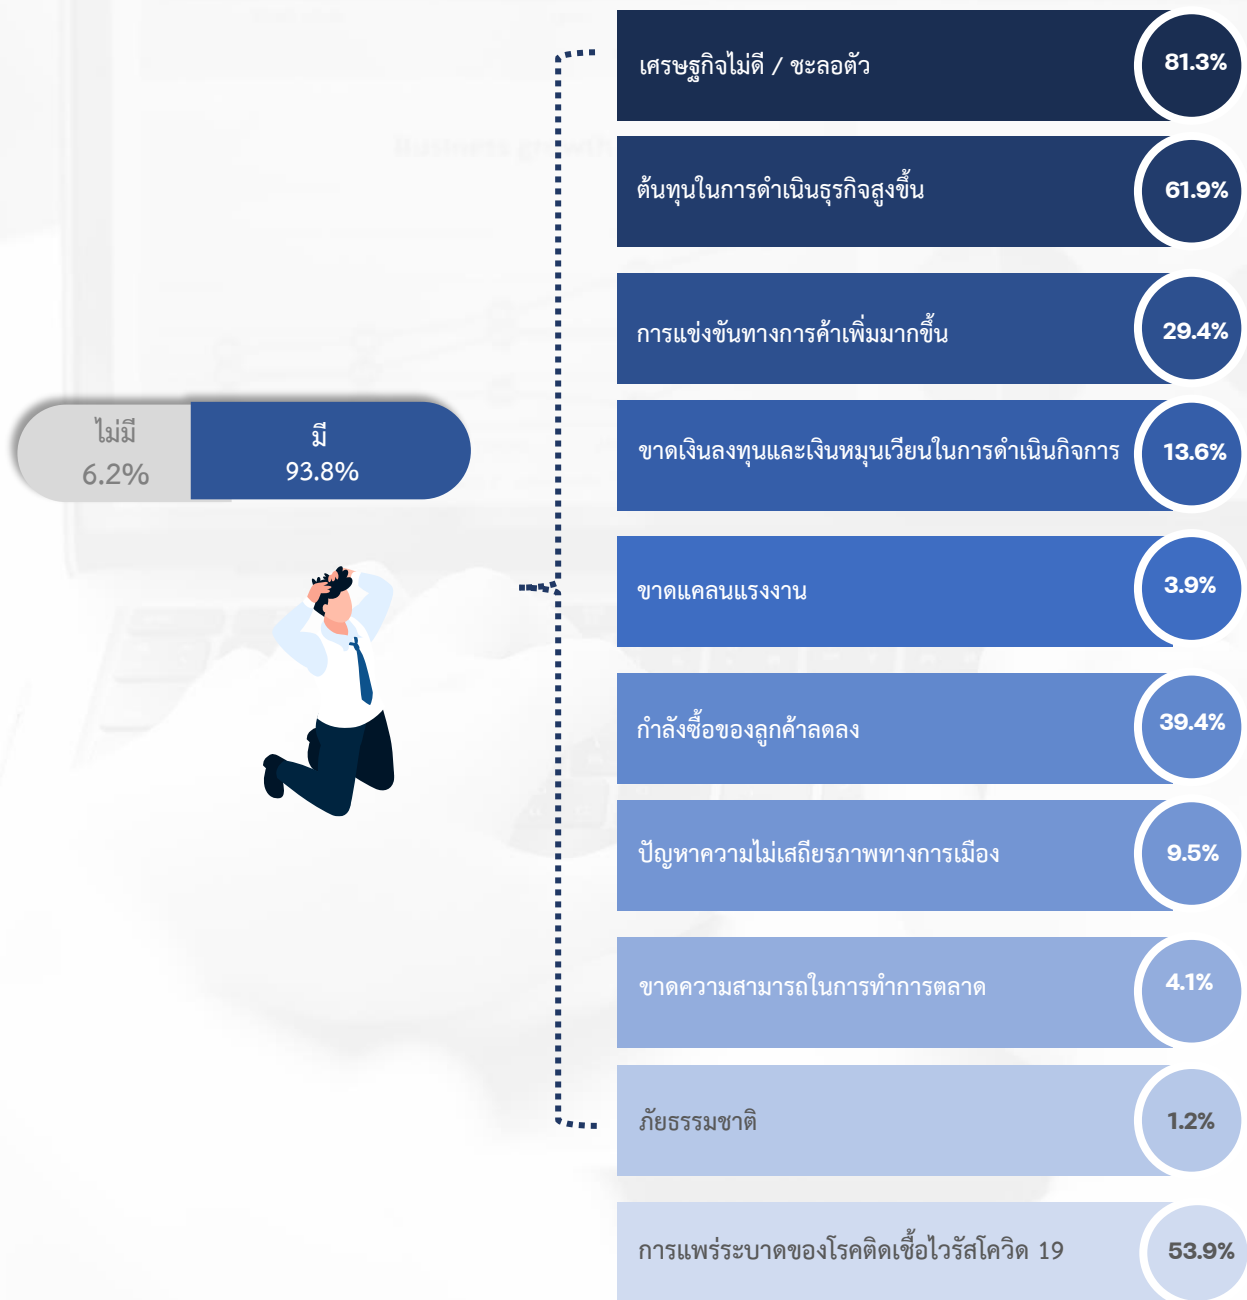 เศรษฐกิจไม่ดี / ชะลอตัว
81.3%
ต้นทุนในการดำเนินธุรกิจสูงขึ้น
61.9%
การแข่งขันทางการค้าเพิ่มมากขึ้น
29.4%
ไม่มี
6.2%
มี
93.8%
ขาดเงินลงทุนและเงินหมุนเวียนในการดำเนินกิจการ
13.6%
ขาดแคลนแรงงาน
3.9%
กำลังซื้อของลูกค้าลดลง
39.4%
ปัญหาความไม่เสถียรภาพทางการเมือง
9.5%
ขาดความสามารถในการทำการตลาด
4.1%
ภัยธรรมชาติ
1.2%
การแพร่ระบาดของโรคติดเชื้อไวรัสโควิด 19
53.9%
Business growth